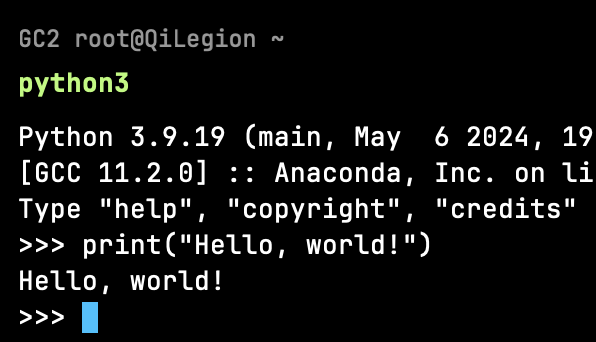 GC2 root@QiLegion ~
python3
Python 3.9.19 (main, May  6 2024, 19
[GCC 11.2.0] :: Anaconda, Inc. on li
Type "help", "copyright", "credits"
>>> print("Hello, world!")
Hello, world!
>>>